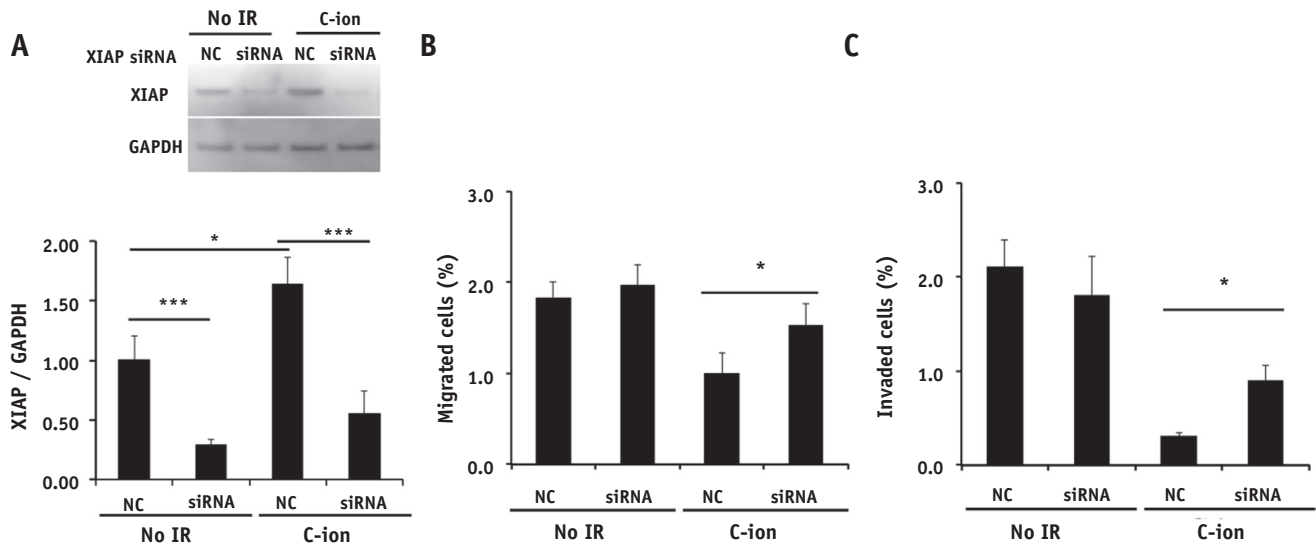 A
No IR C-ion
XIAP siRNA NC siRNA NC siRNA
XIAP
GAPDH
XIAP / GAPDH
2.00
1.50
1.00
0.50
0.00
***
*
***
NC siRNA NC siRNA
No IR C-ion
B
Migrated cells (%)
3.0
2.0
1.0
0.0
*
NC siRNA NC siRNA
No IR C-ion
C
Invaded cells (%)
3.0
2.0
1.0
0.0
*
NC siRNA NC siRNA
No IR C-ion